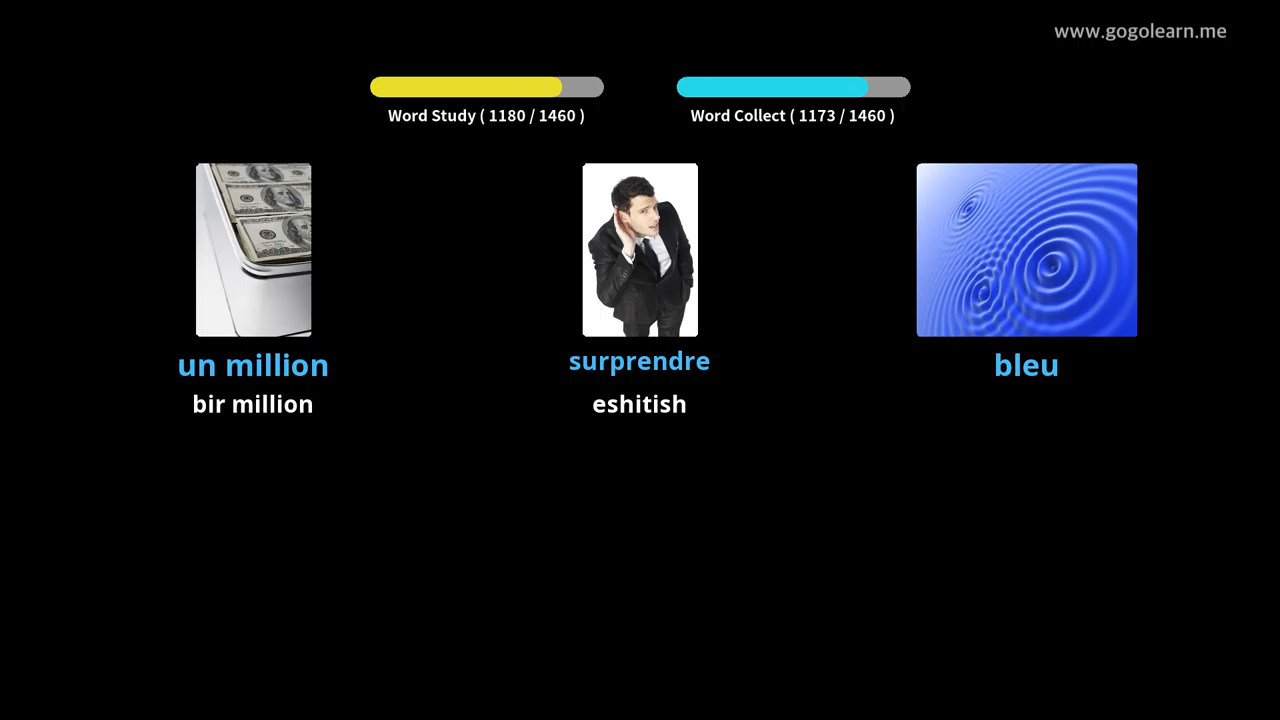 www.gogolearn.me
Word Study ( 1180 / 1460 )
Word Collect ( 1173 / 1460 )
un million
bir million
surprendre
eshitish
bleu